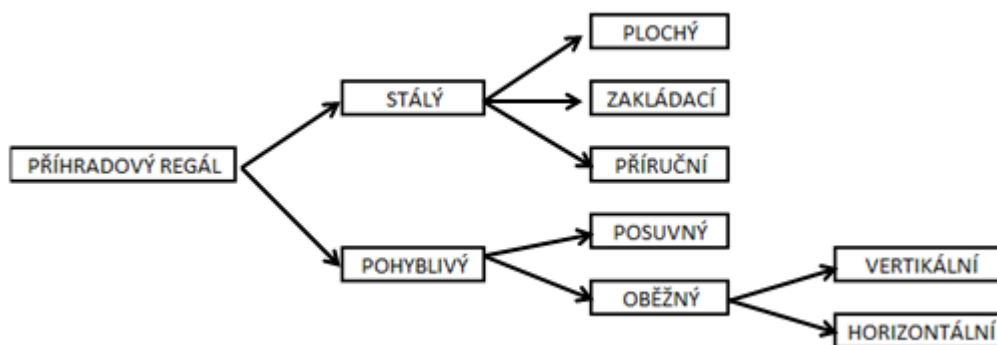 PŘÍHRADOVÝ REGÁL
STÁLÝ
PLOCHÝ
ZAKLÁDACÍ
PŘÍRUČNÍ
POHYBLIVÝ
POSUVNÝ
OBĚŽNÝ
VERTIKÁLNÍ
HORIZONTÁLNÍ